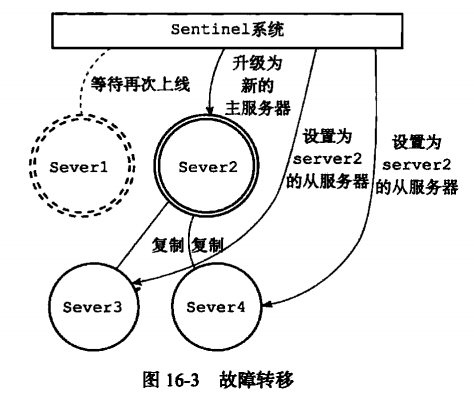 Sentinel系统
等待再次上线
升级为
新的
主服务器
设置为
server2
的从服务器
设置为
server2
的从服务器
Sever1
Sever2
复制
复制
Sever3
Sever4
图 16-3 故障转移